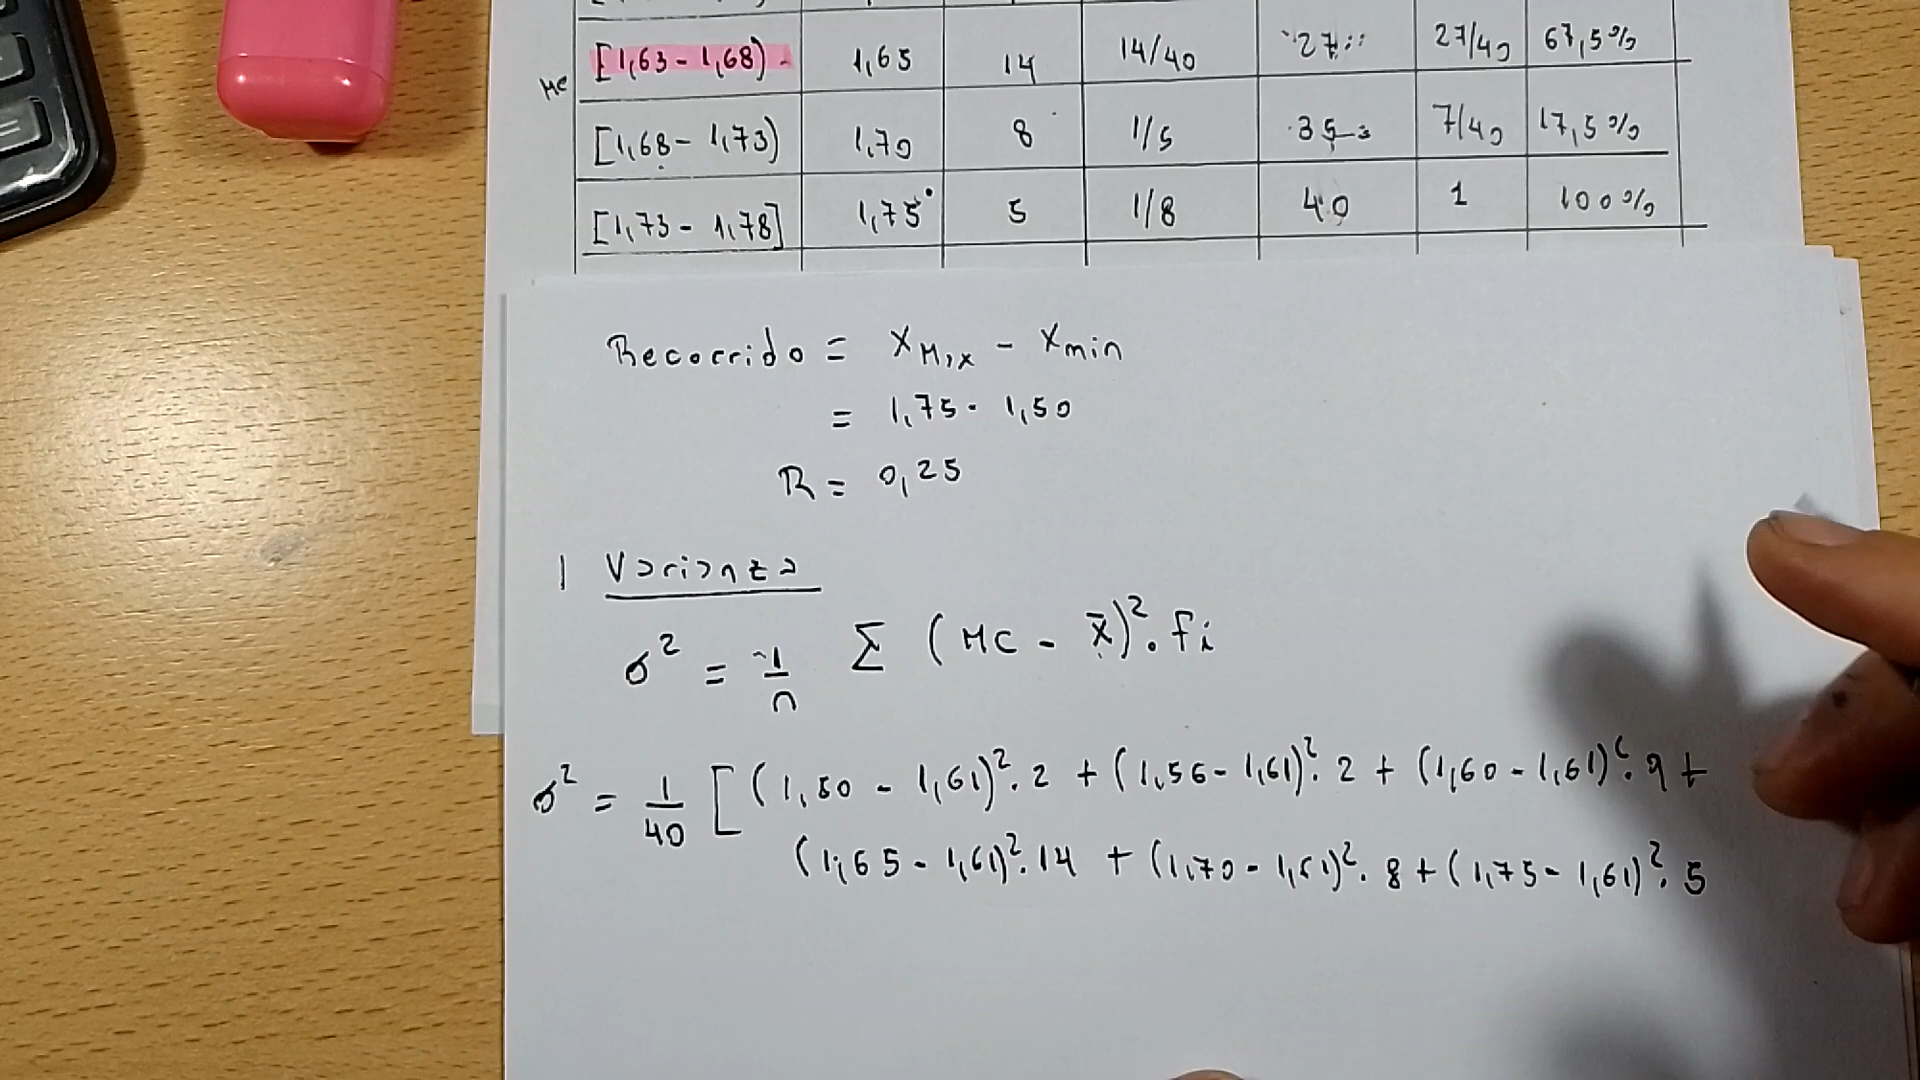 [1,63 - 1,68) 1,65 14 14/40 27 27/40 67,5%
Mc
[1,68 - 1,73) 1,70 8 1/5 35 7/40 17,5%
[1,73 - 1,78] 1,75 5 1/8 40 1 100%
Recorrido = xMax - xmin
= 1,75 - 1,50
R = 0,25
1 Varianza
σ² = 1/n Σ (MC - x̄)². fi
σ² = 1/40 [(1,50 - 1,61)². 2 + (1,56 - 1,61)². 2 + (1,60 - 1,61)². 9 +
(1,65 - 1,61)². 14 + (1,70 - 1,61)². 8 + (1,75 - 1,61)². 5